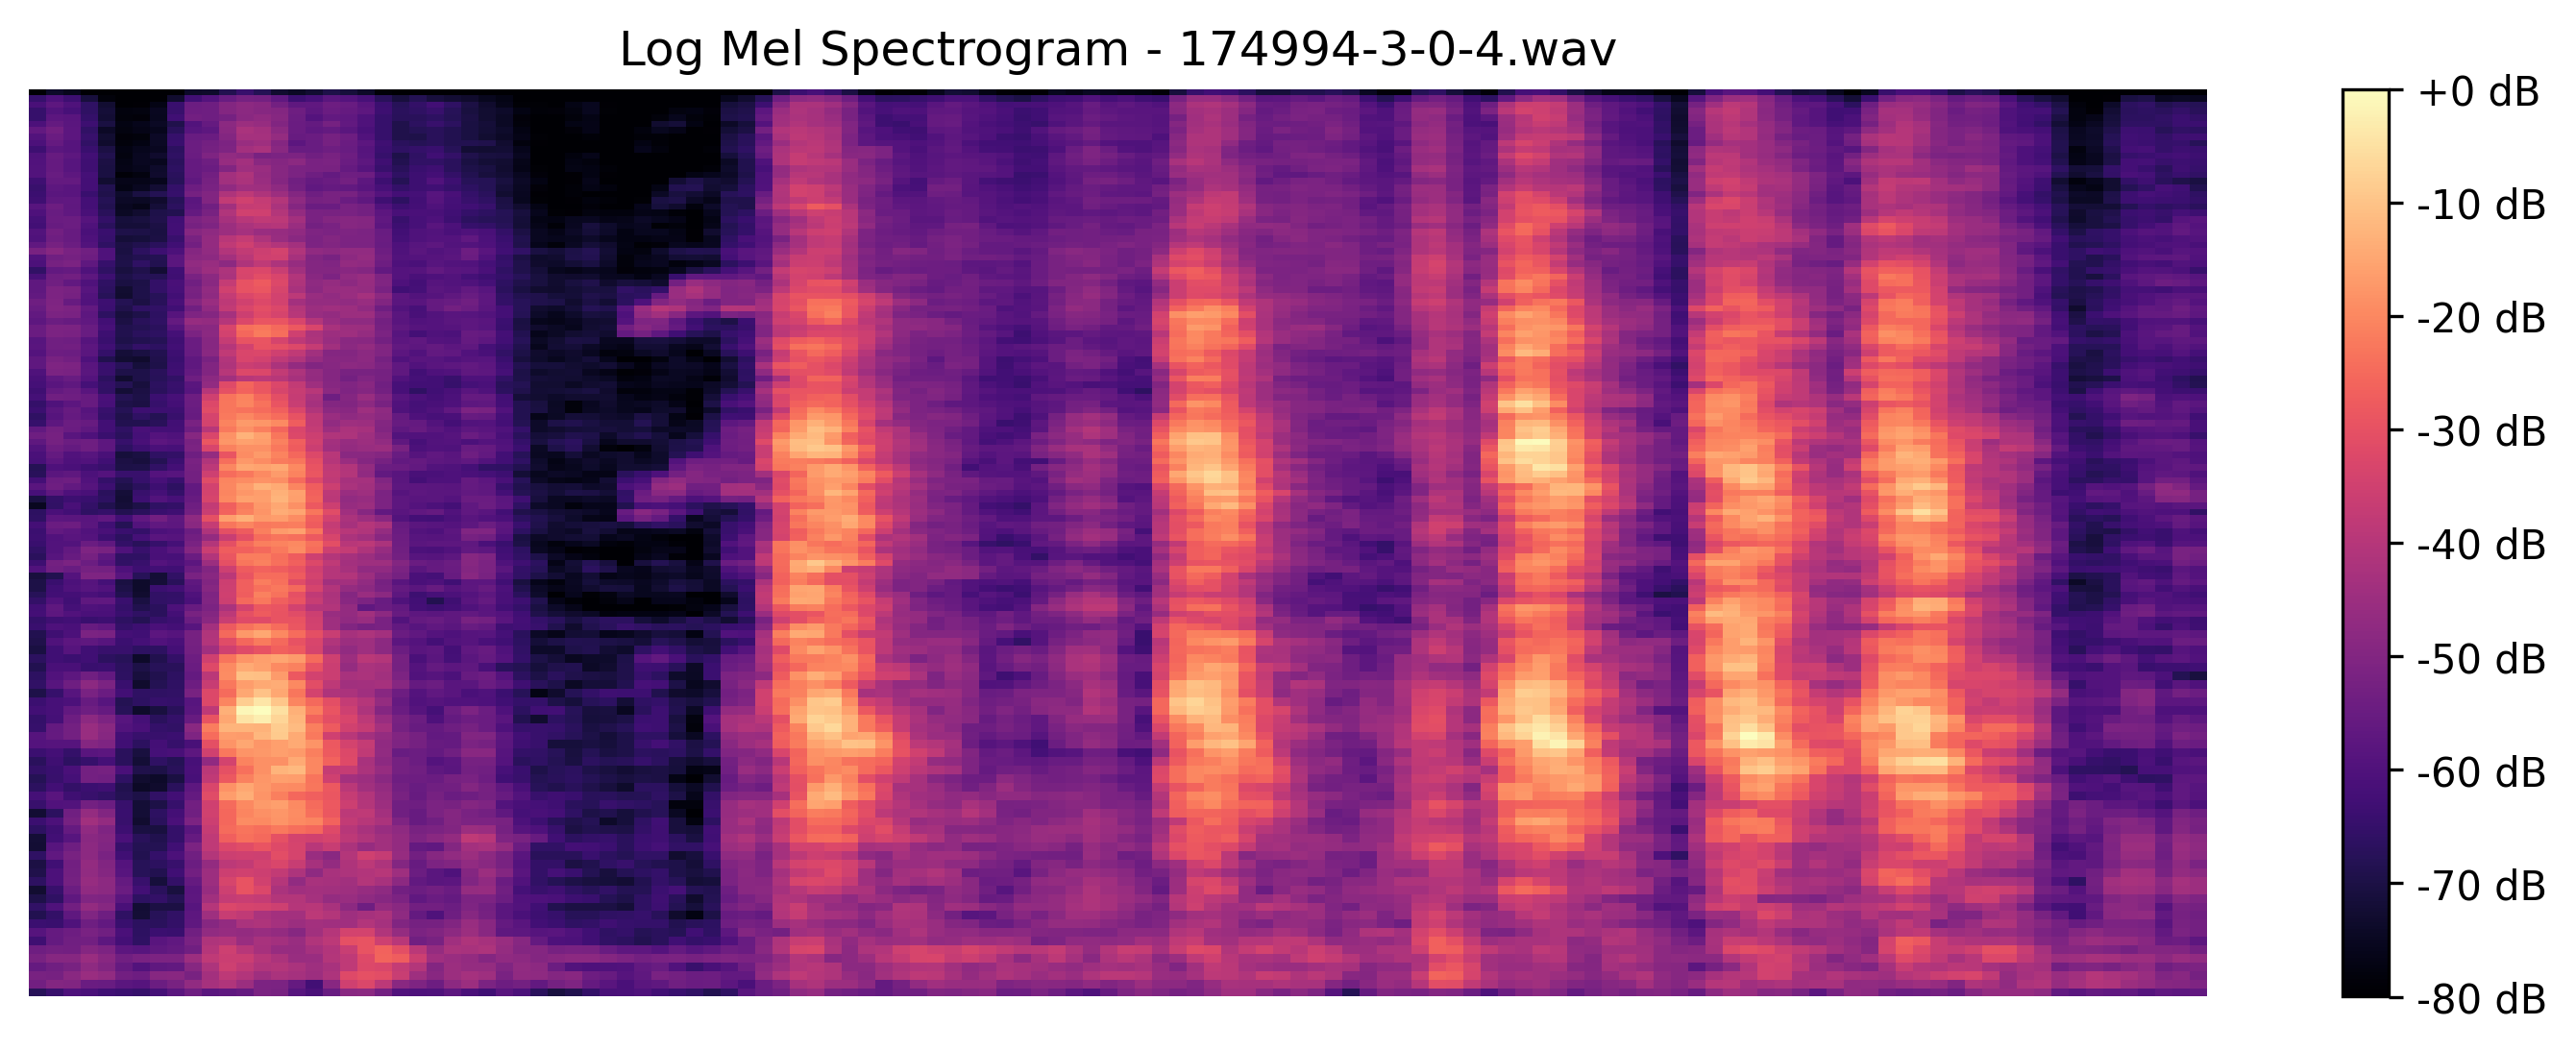 Log Mel Spectrogram - 174994-3-0-4.wav
+0 dB
-10 dB
-20 dB
-30 dB
-40 dB
-50 dB
-60 dB
-70 dB
-80 dB